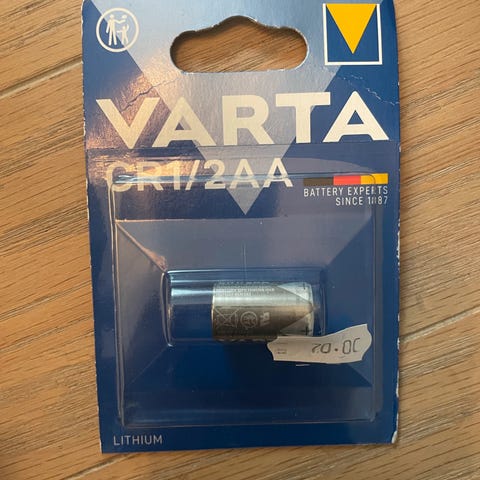 VARTA
CR1/2AA
BATTERY EXPERTS
SINCE 1887
LITHIUM